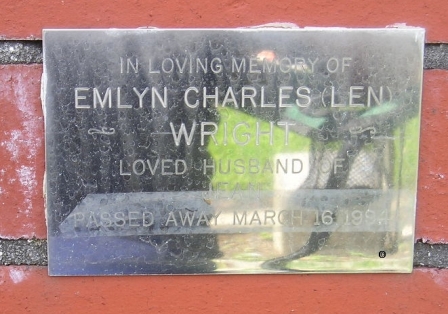 IN LOVING MEMORY OF
EMLYN CHARLES (LEN)
WRIGHT
LOVED HUSBAND OF
PASSED AWAY MARCH 16